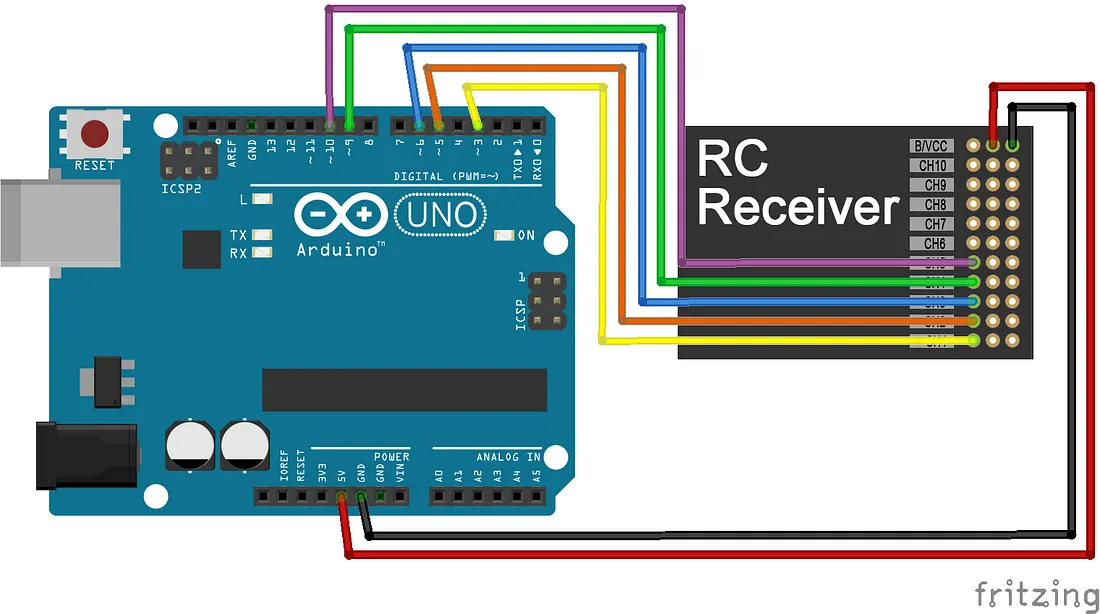 RESET
ICSP2
AREF
GND
13
12
~11
~10
~9
8
7
~6
~5
4
~3
2
TX0▶1
RX0◀0
DIGITAL (PWM=~)
L
TX
RX
Arduino™
UNO
ON
1
ICSP
IOREF
RESET
3V3
5V
GND
GND
VIN
POWER
ANALOG IN
A0
A1
A2
A3
A4
A5
RC
Receiver
B/VCC
CH10
CH9
CH8
CH7
CH6
fritzing